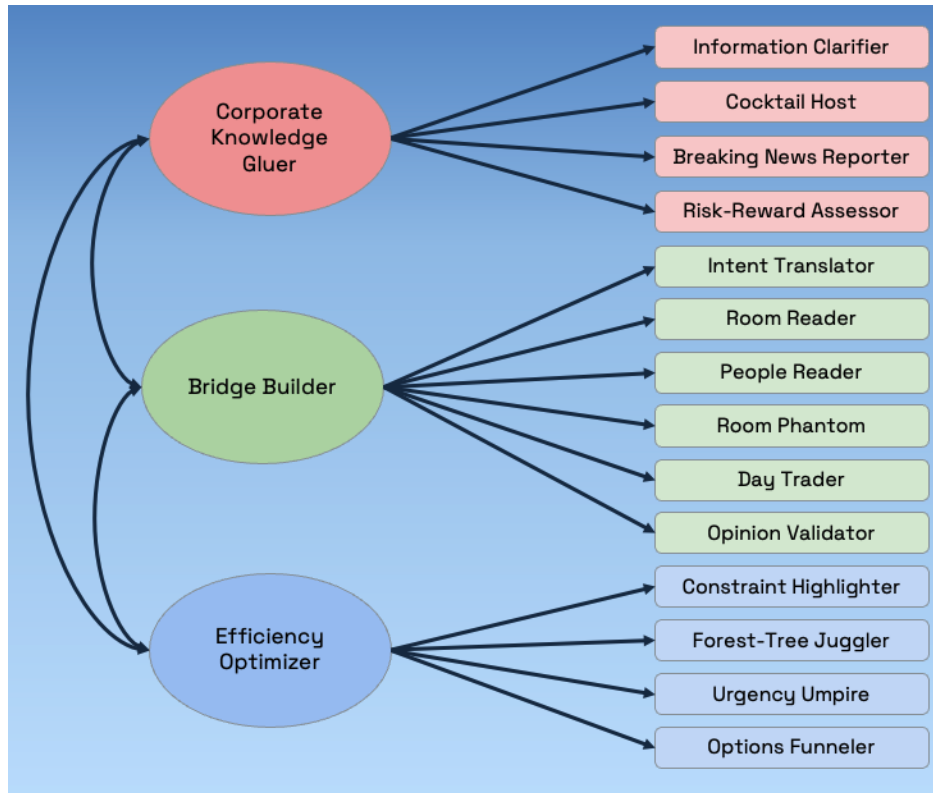 Corporate
Knowledge
Gluer
Information Clarifier
Cocktail Host
Breaking News Reporter
Risk-Reward Assessor
Bridge Builder
Intent Translator
Room Reader
People Reader
Room Phantom
Day Trader
Opinion Validator
Efficiency
Optimizer
Constraint Highlighter
Forest-Tree Juggler
Urgency Umpire
Options Funneler